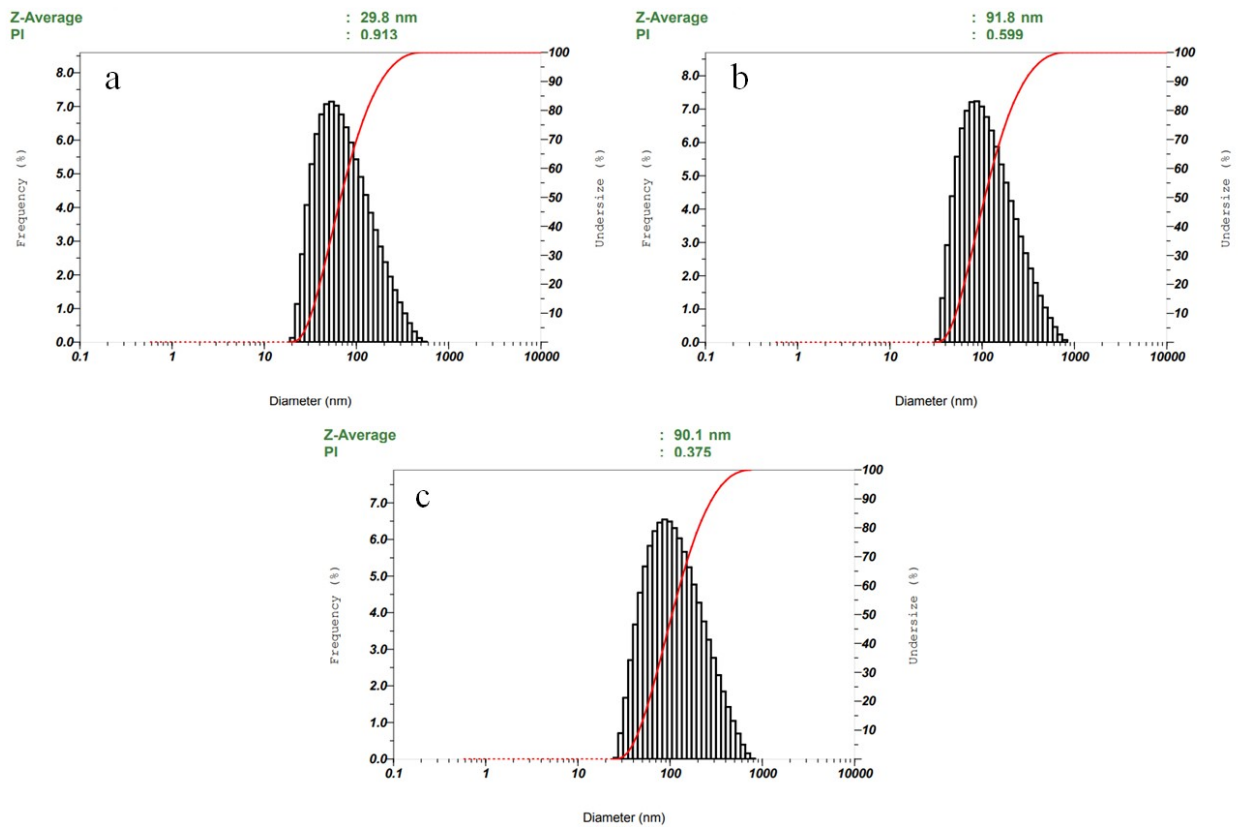 Z-Average : 29.8 nm
PI : 0.913
a
8.0
7.0
6.0
5.0
4.0
3.0
2.0
1.0
0.0
Frequency (%)
100
90
80
70
60
50
40
30
20
10
Undersize (%)
0.1 1 10 100 1000 10000
Diameter (nm)
Z-Average : 91.8 nm
PI : 0.599
b
8.0
7.0
6.0
5.0
4.0
3.0
2.0
1.0
0.0
Frequency (%)
100
90
80
70
60
50
40
30
20
10
Undersize (%)
0.1 1 10 100 1000 10000
Diameter (nm)
Z-Average : 90.1 nm
PI : 0.375
c
7.0
6.0
5.0
4.0
3.0
2.0
1.0
0.0
Frequency (%)
100
90
80
70
60
50
40
30
20
10
Undersize (%)
0.1 1 10 100 1000 10000
Diameter (nm)